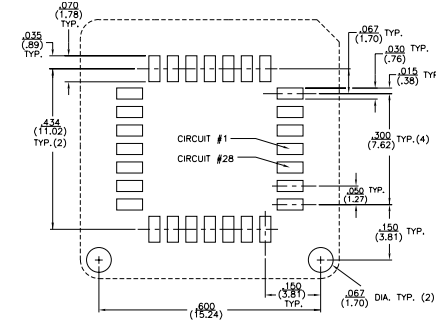 .070
(1.78)
TYP.
.035
(.89)
TYP.
.067 TYP.
(1.70)
.030 TYP.
(.76)
.015 TYP
(.38)
.434
(11.02)
TYP.(2)
CIRCUIT #1
CIRCUIT #28
.300 TYP.(4)
(7.62)
.050 TYP.
(1.27)
.150 TYP.
(3.81)
.150
(3.81)
TYP.
.600
(15.24)
.067 DIA. TYP. (2)
(1.70)